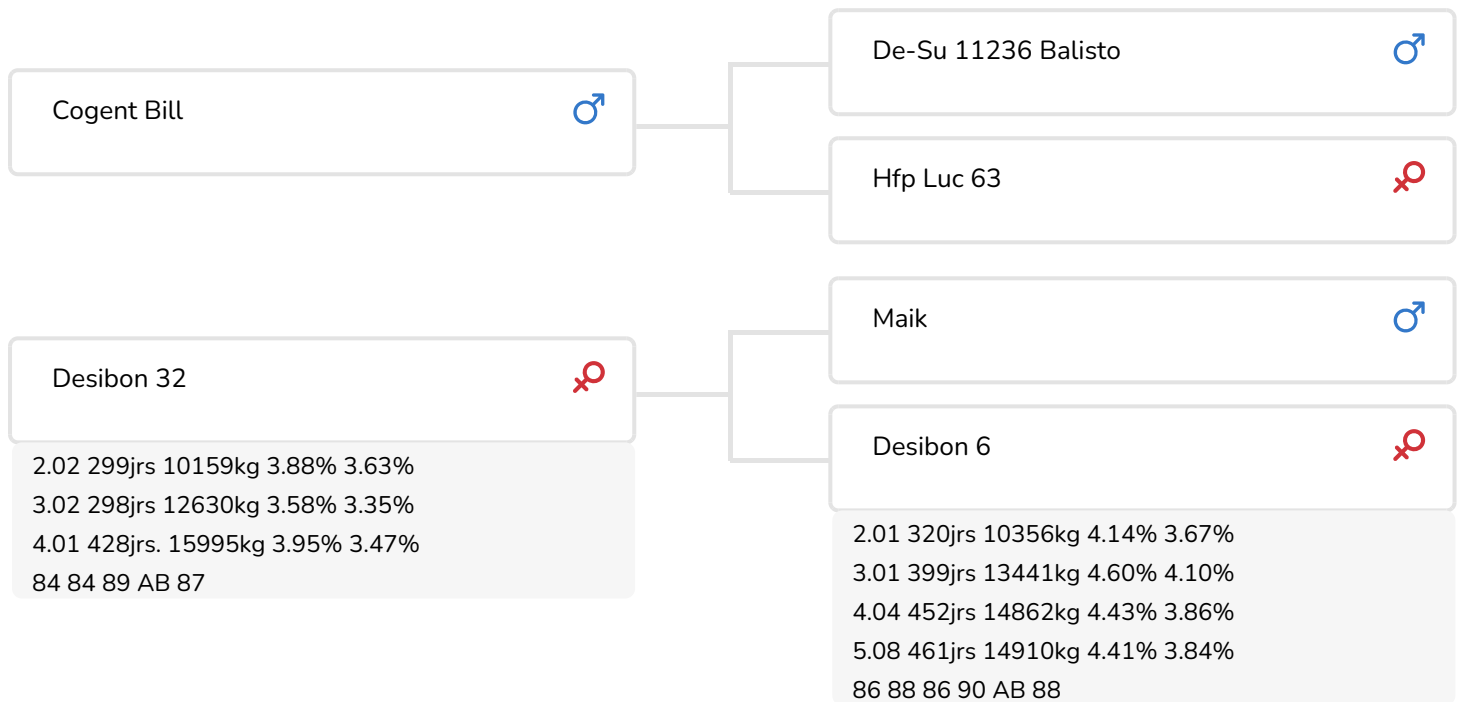 Cogent Bill
De-Su 11236 Balisto
Hfp Luc 63
Desibon 32
2.02 299jrs 10159kg 3.88% 3.63%
3.02 298jrs 12630kg 3.58% 3.35%
4.01 428jrs. 15995kg 3.95% 3.47%
84 84 89 AB 87
Maik
Desibon 6
2.01 320jrs 10356kg 4.14% 3.67%
3.01 399jrs 13441kg 4.60% 4.10%
4.04 452jrs 14862kg 4.43% 3.86%
5.08 461jrs 14910kg 4.41% 3.84%
86 88 86 90 AB 88